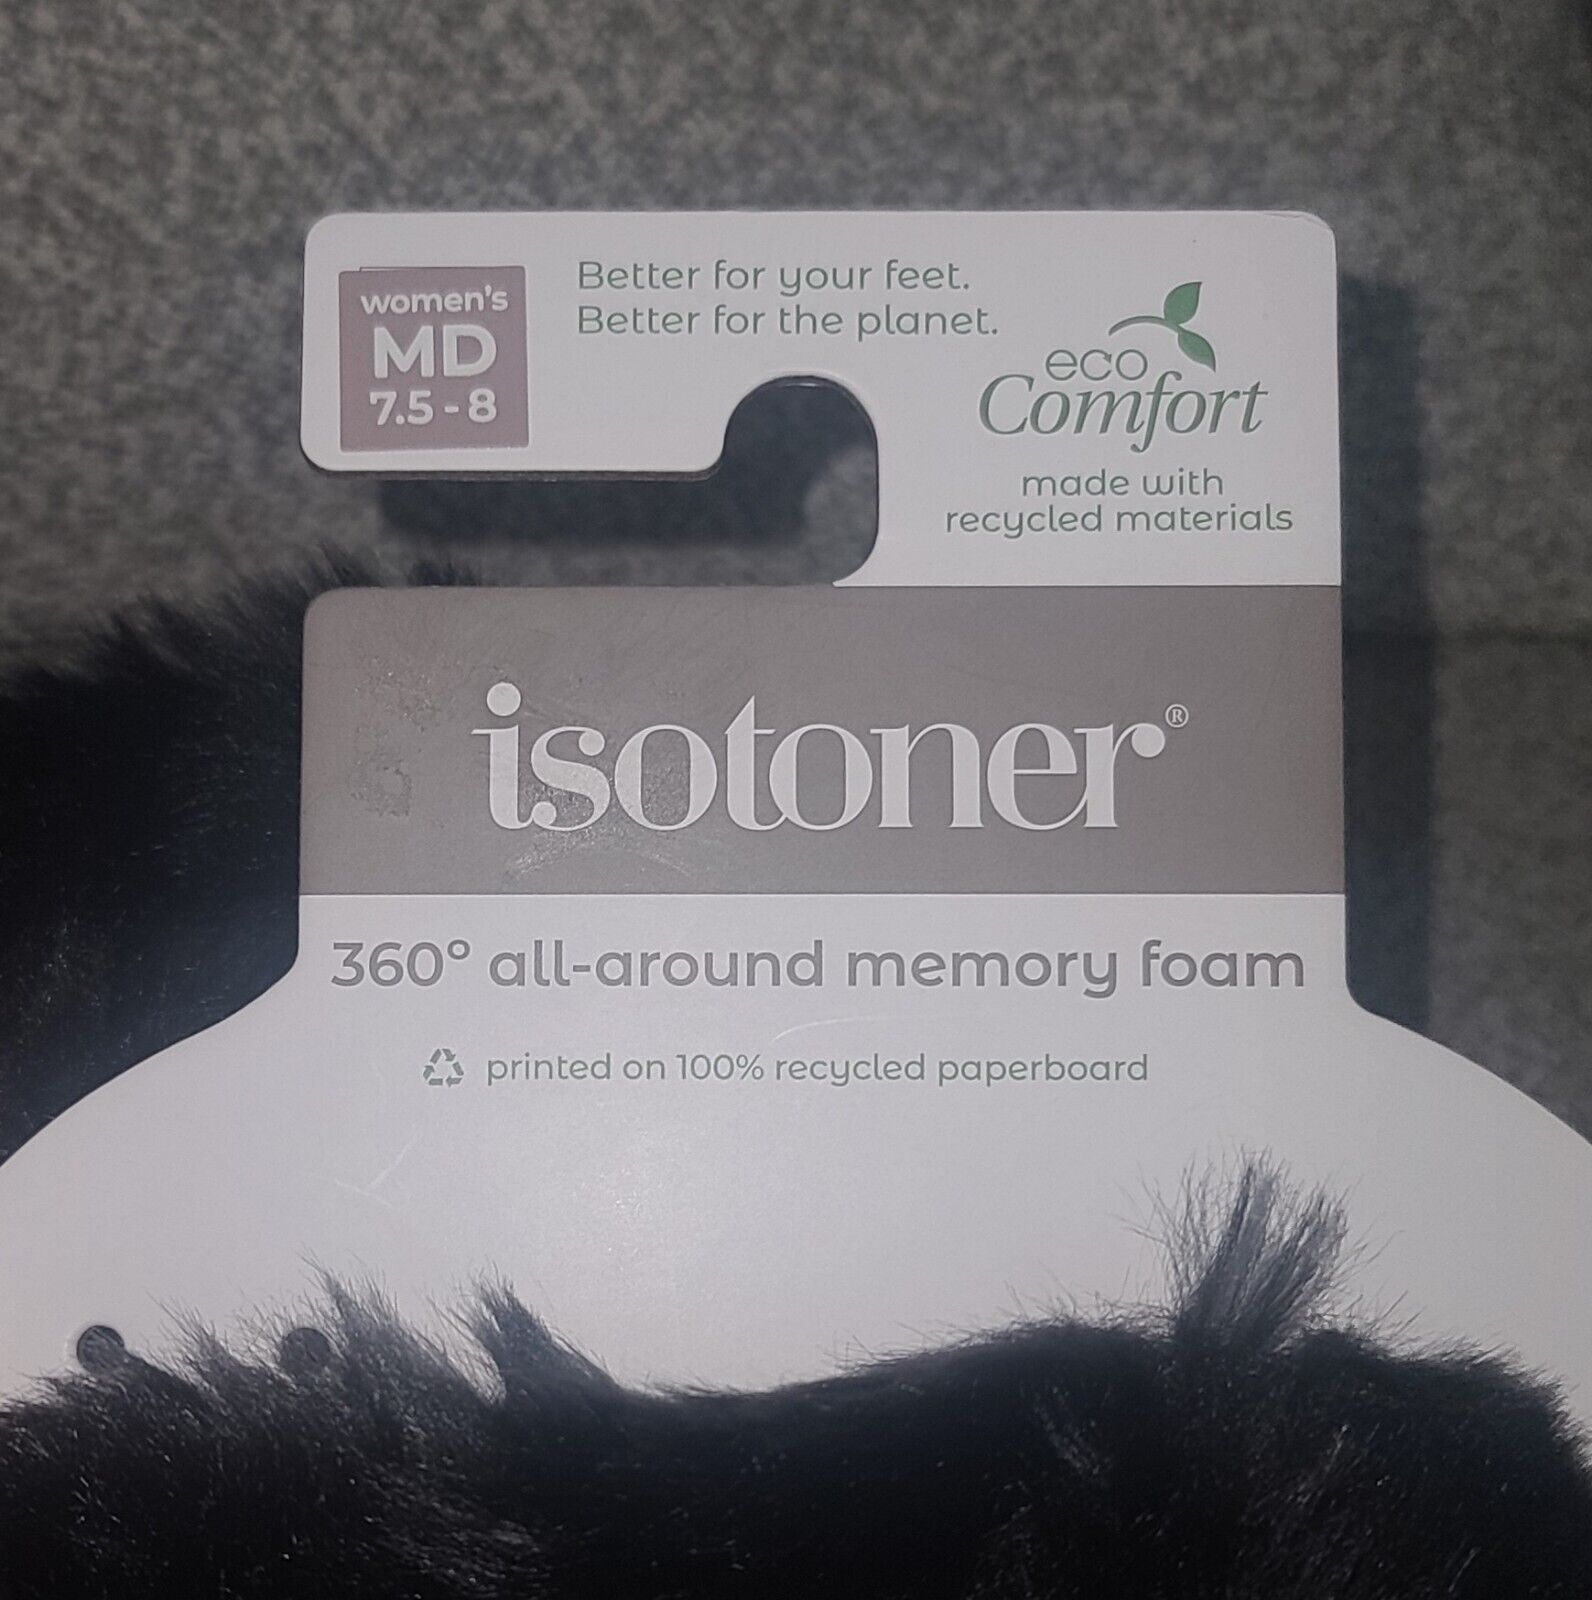 women's
MD
7.5 - 8
Better for your feet.
Better for the planet.
eco
Comfort
made with
recycled materials
isotoner®
360° all-around memory foam
printed on 100% recycled paperboard